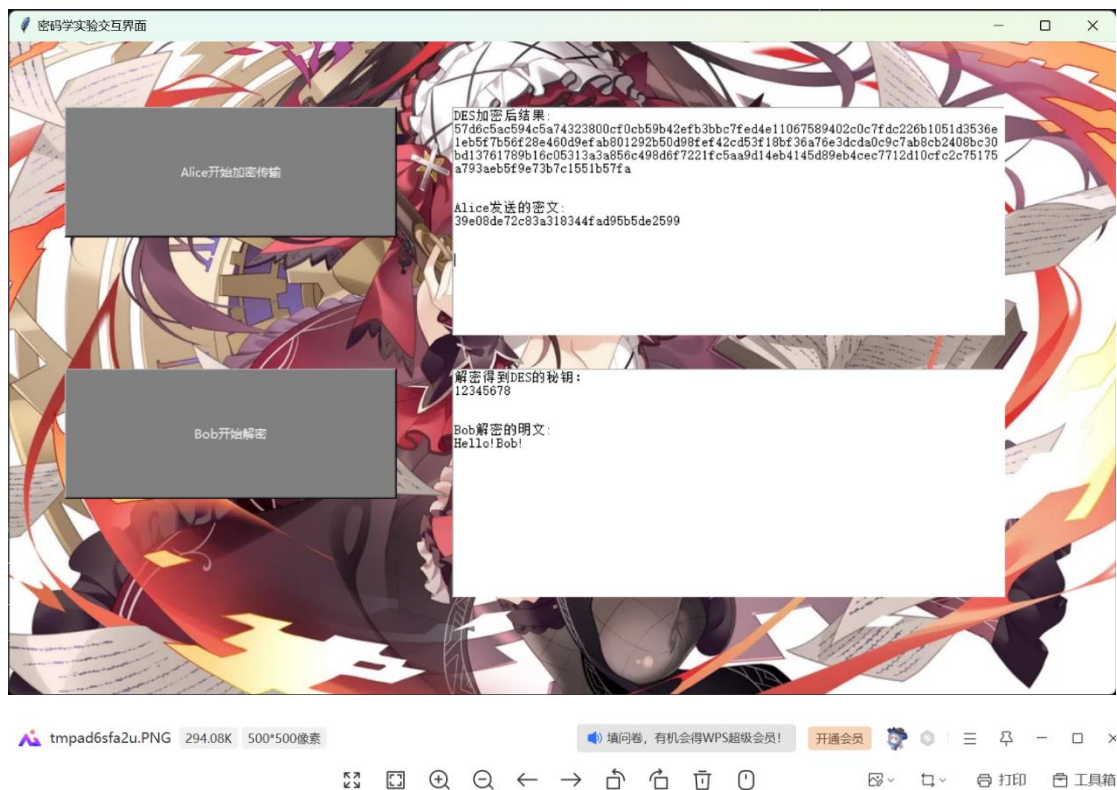 密码学实验交互界面
Alice开始加密传输
DES加密后结果:
57d6c5ac594c5a74323800cf0cb59b42efb3bbc7fed4e11067589402c0c7fdc226b1051d3536e
1eb5f7b56f28e460d9efab801292b50d98fef42cd53f18bf36a76e3dcda0c9c7ab8cb2408bc30
bd13761789b16c05313a3a856c498d6f7221fc5aa9d14eb4145d89eb4cec7712d10cfc2c75175
a793aeb5f9e73b7c1551b57fa
Alice发送的密文:
39e08de72c83a318344fad95b5de2599
Bob开始解密
解密得到DES的秘钥:
12345678
Bob解密的明文:
Hello!Bob!
tmpad6sfa2u.PNG 294.08K 500*500像素 填问卷，有机会得WPS超级会员! 开通会员
打印 工具箱